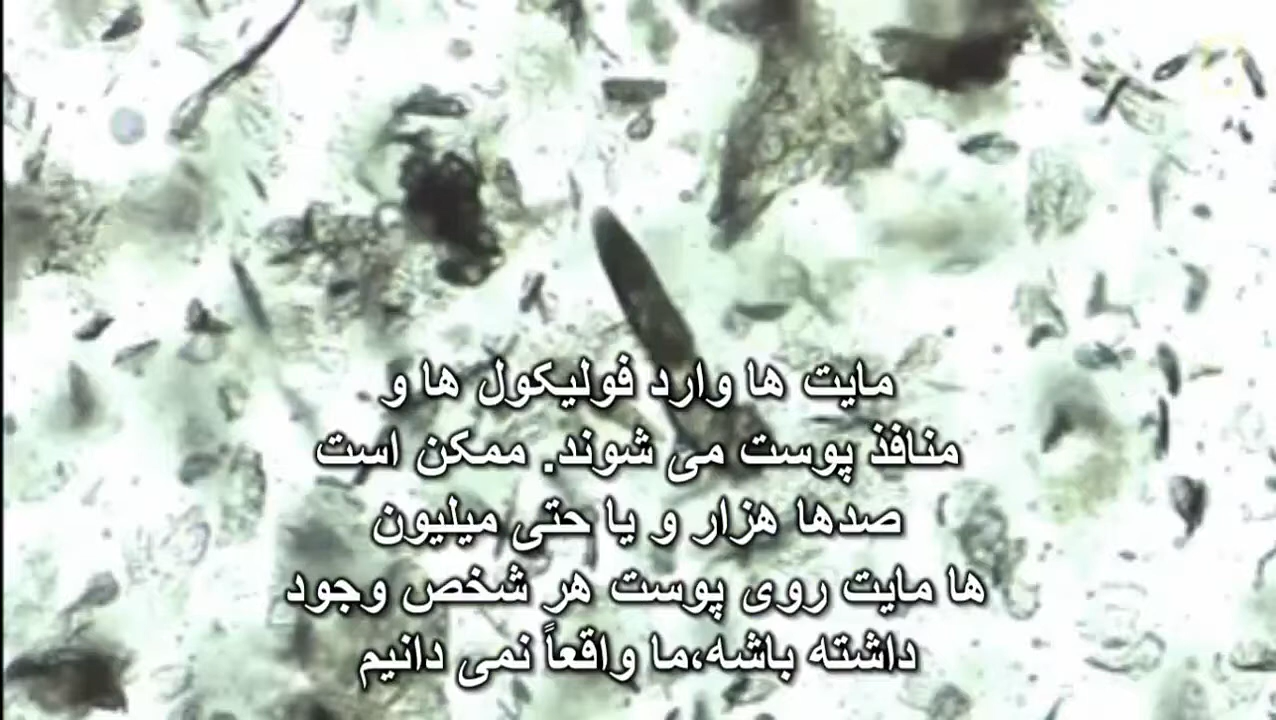 مایت ها وارد فولیکول ها و
منافذ پوست می شوند. ممکن است
صدها هزار و یا حتی میلیون
ها مایت روی پوست هر شخص وجود
داشته باشه،ما واقعاً نمی دانیم